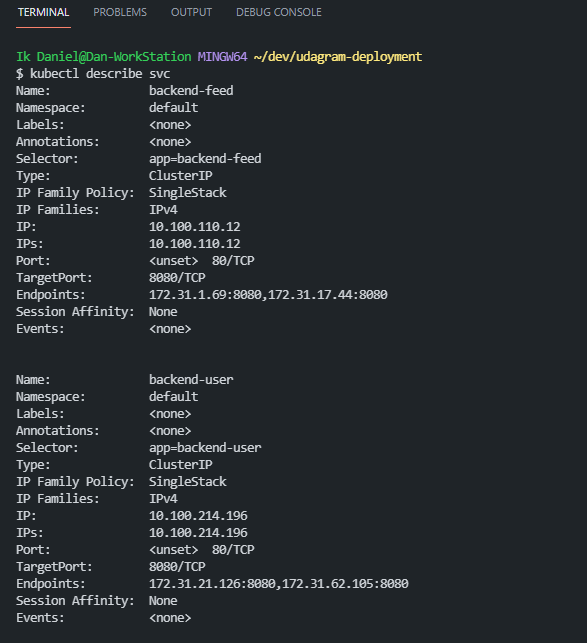 TERMINAL PROBLEMS OUTPUT DEBUG CONSOLE
Ik Daniel@Dan-WorkStation MINGW64 ~/dev/udagram-deployment
$ kubectl describe svc
Name:              backend-feed
Namespace:         default
Labels:            <none>
Annotations:       <none>
Selector:          app=backend-feed
Type:              ClusterIP
IP Family Policy:  SingleStack
IP Families:       IPv4
IP:                10.100.110.12
IPs:               10.100.110.12
Port:              <unset>  80/TCP
TargetPort:        8080/TCP
Endpoints:         172.31.1.69:8080,172.31.17.44:8080
Session Affinity:  None
Events:            <none>
Name:              backend-user
Namespace:         default
Labels:            <none>
Annotations:       <none>
Selector:          app=backend-user
Type:              ClusterIP
IP Family Policy:  SingleStack
IP Families:       IPv4
IP:                10.100.214.196
IPs:               10.100.214.196
Port:              <unset>  80/TCP
TargetPort:        8080/TCP
Endpoints:         172.31.21.126:8080,172.31.62.105:8080
Session Affinity:  None
Events:            <none>